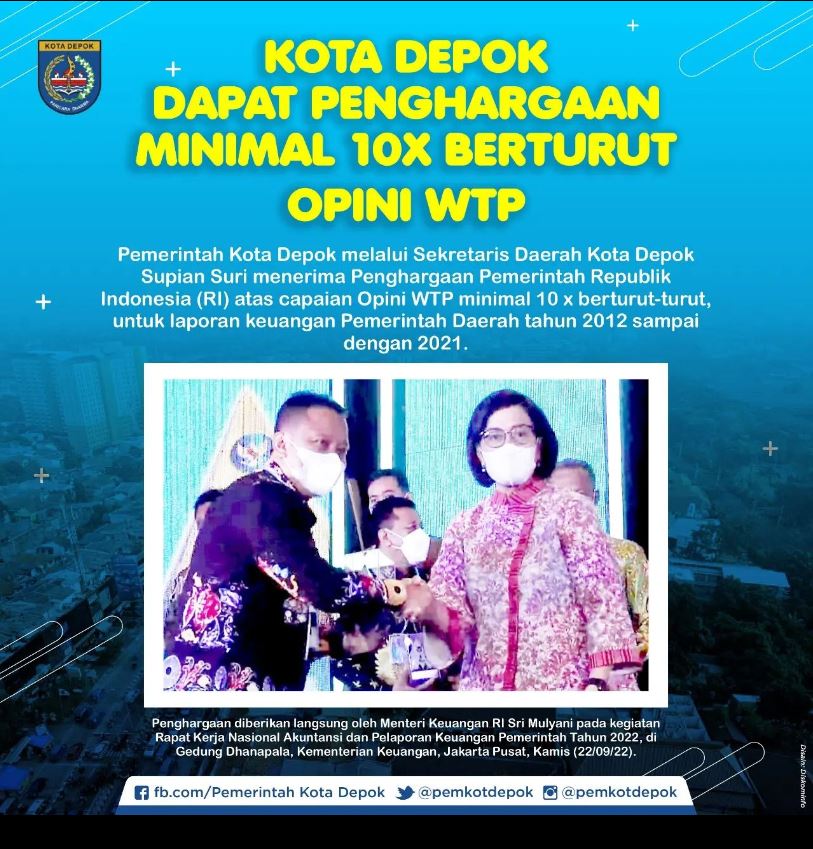 KOTA DEPOK
KOTA DEPOK
DAPAT PENGHARGAAN
MINIMAL 10X BERTURUT
OPINI WTP
Pemerintah Kota Depok melalui Sekretaris Daerah Kota Depok
Supian Suri menerima Penghargaan Pemerintah Republik
Indonesia (RI) atas capaian Opini WTP minimal 10 x berturut-turut,
untuk laporan keuangan Pemerintah Daerah tahun 2012 sampai
dengan 2021.
Penghargaan diberikan langsung oleh Menteri Keuangan RI Sri Mulyani pada kegiatan
Rapat Kerja Nasional Akuntansi dan Pelaporan Keuangan Pemerintah Tahun 2022, di
Gedung Dhanapala, Kementerian Keuangan, Jakarta Pusat, Kamis (22/09/22).
Disain: Diskominfo
fb.com/Pemerintah Kota Depok @pemkotdepok @pemkotdepok